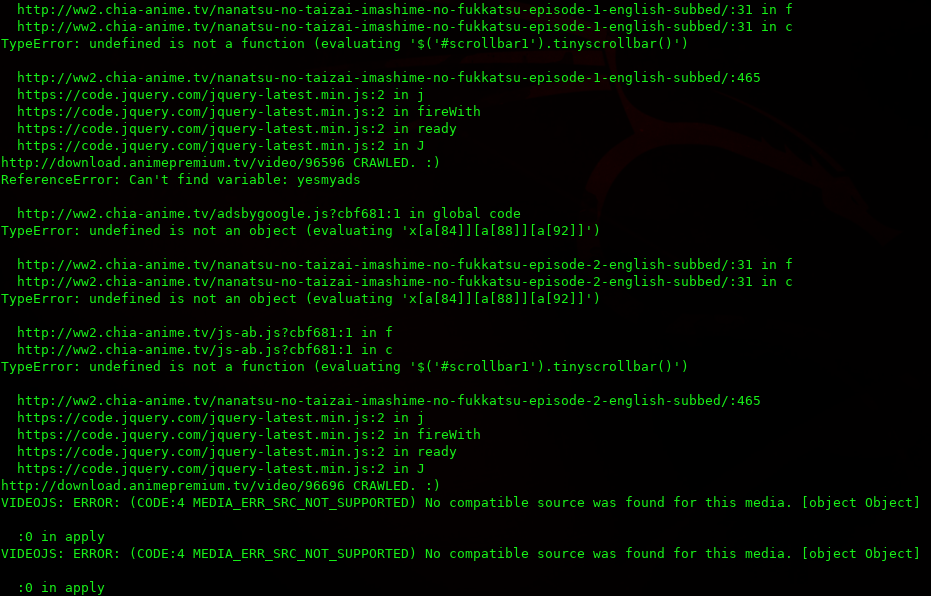 http://ww2.chia-anime.tv/nanatsu-no-taizai-imashime-no-fukkatsu-episode-1-english-subbed/:31 in f
http://ww2.chia-anime.tv/nanatsu-no-taizai-imashime-no-fukkatsu-episode-1-english-subbed/:31 in c
TypeError: undefined is not a function (evaluating '$('#scrollbar1').tinyscrollbar()')
http://ww2.chia-anime.tv/nanatsu-no-taizai-imashime-no-fukkatsu-episode-1-english-subbed/:465
https://code.jquery.com/jquery-latest.min.js:2 in j
https://code.jquery.com/jquery-latest.min.js:2 in fireWith
https://code.jquery.com/jquery-latest.min.js:2 in ready
https://code.jquery.com/jquery-latest.min.js:2 in J
http://download.animepremium.tv/video/96596 CRAWLED. :)
ReferenceError: Can't find variable: yesmyads
http://ww2.chia-anime.tv/adsbygoogle.js?cbf681:1 in global code
TypeError: undefined is not an object (evaluating 'x[a[84]][a[88]][a[92]]')
http://ww2.chia-anime.tv/nanatsu-no-taizai-imashime-no-fukkatsu-episode-2-english-subbed/:31 in f
http://ww2.chia-anime.tv/nanatsu-no-taizai-imashime-no-fukkatsu-episode-2-english-subbed/:31 in c
TypeError: undefined is not an object (evaluating 'x[a[84]][a[88]][a[92]]')
http://ww2.chia-anime.tv/js-ab.js?cbf681:1 in f
http://ww2.chia-anime.tv/js-ab.js?cbf681:1 in c
TypeError: undefined is not a function (evaluating '$('#scrollbar1').tinyscrollbar()')
http://ww2.chia-anime.tv/nanatsu-no-taizai-imashime-no-fukkatsu-episode-2-english-subbed/:465
https://code.jquery.com/jquery-latest.min.js:2 in j
https://code.jquery.com/jquery-latest.min.js:2 in fireWith
https://code.jquery.com/jquery-latest.min.js:2 in ready
https://code.jquery.com/jquery-latest.min.js:2 in J
http://download.animepremium.tv/video/96696 CRAWLED. :)
VIDEOJS: ERROR: (CODE:4 MEDIA_ERR_SRC_NOT_SUPPORTED) No compatible source was found for this media. [object Object]
:0 in apply
VIDEOJS: ERROR: (CODE:4 MEDIA_ERR_SRC_NOT_SUPPORTED) No compatible source was found for this media. [object Object]
:0 in apply